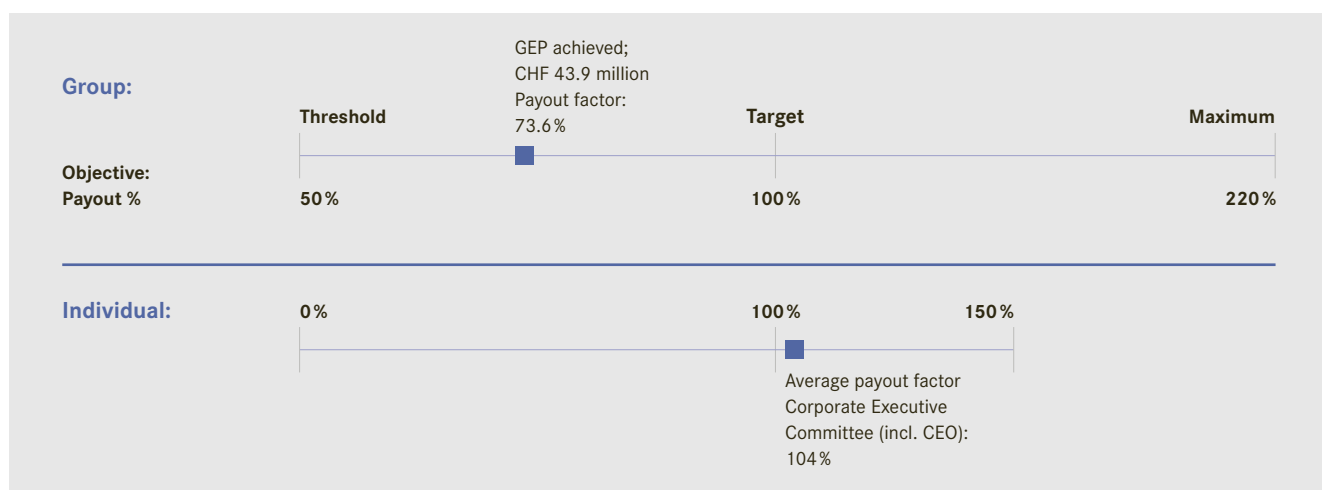 GEP achieved;
CHF 43.9 million
Payout factor:
73.6%
Group:
Threshold
Target
Maximum
Objective:
Payout %
50%
100%
220%
Individual:
0%
100%
150%
Average payout factor
Corporate Executive
Committee (incl. CEO):
104%